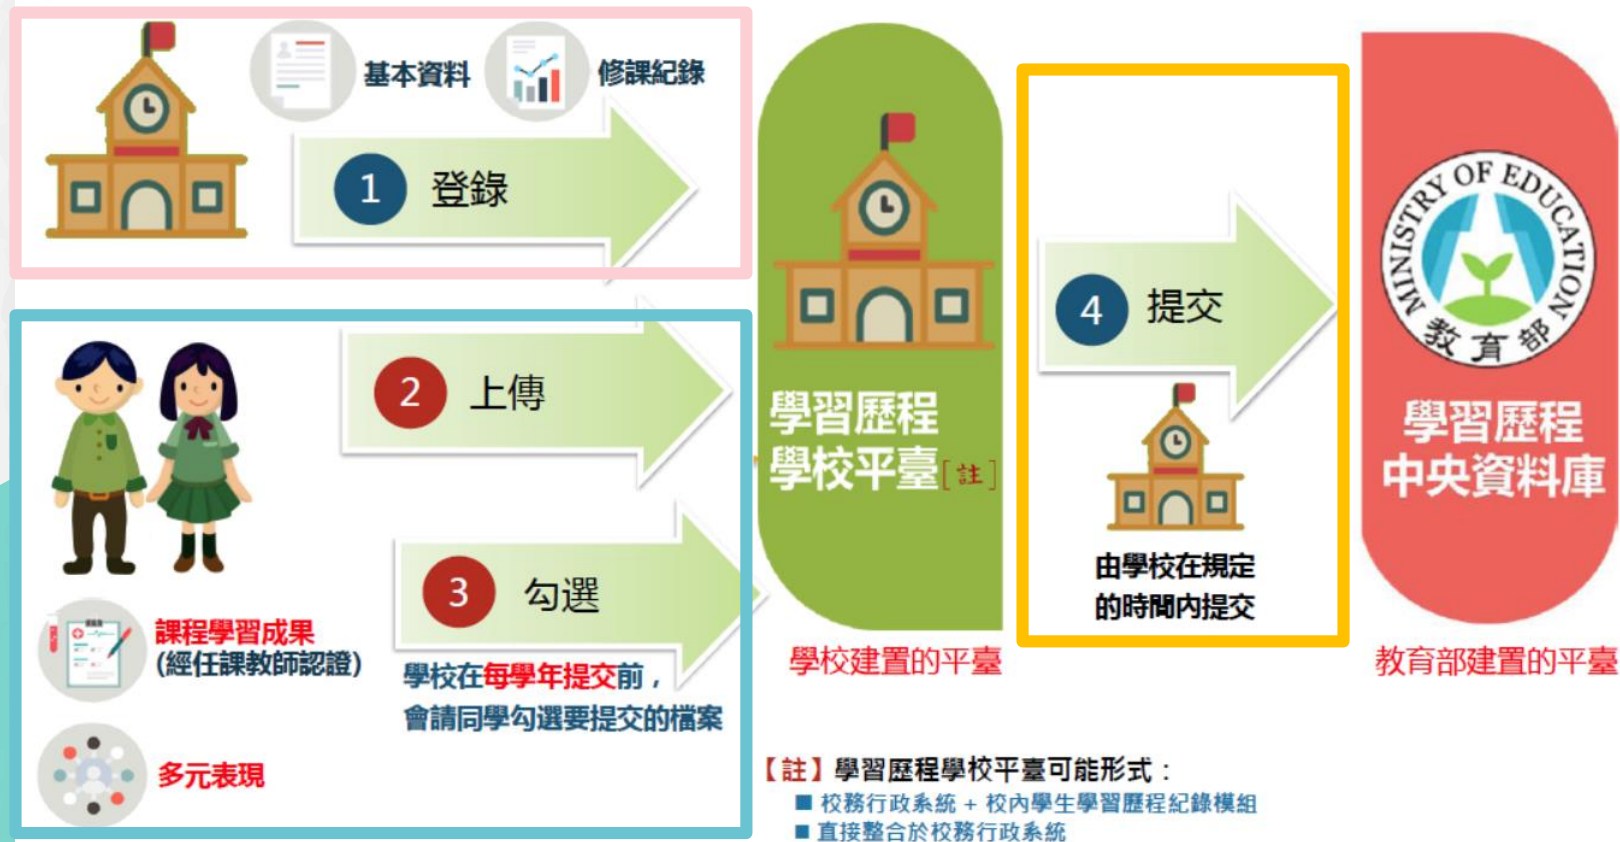 基本資料
修課紀錄
1 登錄
2 上傳
3 勾選
課程學習成果
(經任課教師認證)
多元表現
學校在每學年提交前，
會請同學勾選要提交的檔案
學習歷程
學校平臺[註]
學校建置的平臺
4 提交
由學校在規定
的時間內提交
MINISTRY OF EDUCATION
教育部
學習歷程
中央資料庫
教育部建置的平臺
【註】學習歷程學校平臺可能形式：
■ 校務行政系統 + 校內學生學習歷程紀錄模組
■ 直接整合於校務行政系統